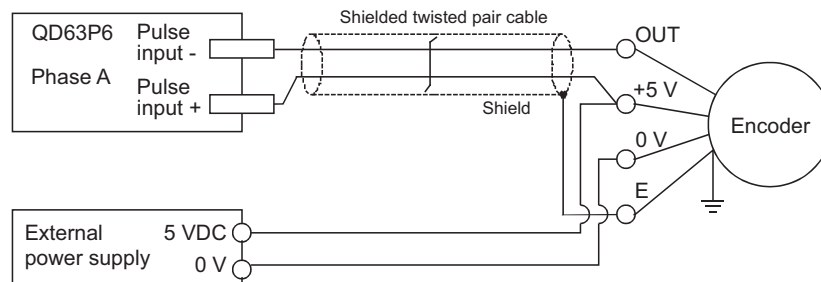 Shielded twisted pair cable
QD63P6
Pulse
input -
Phase A
Pulse
input +
Shield
OUT
+5 V
0 V
E
Encoder
External
power supply
5 VDC
0 V